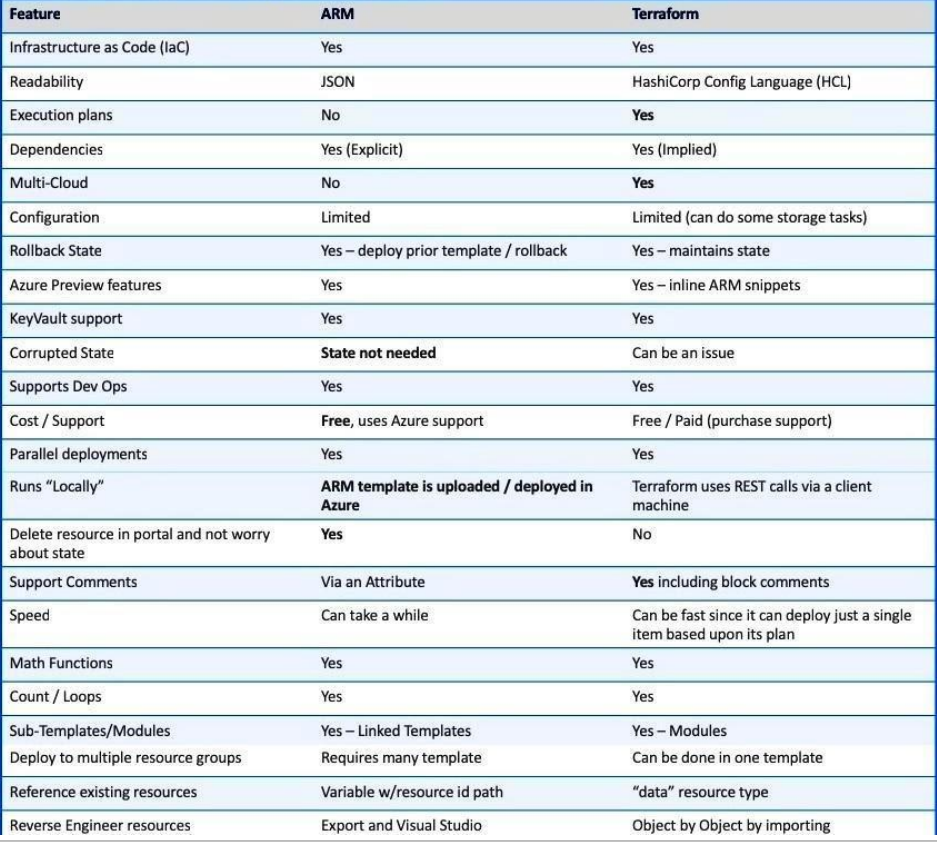 Feature ARM Terraform
Infrastructure as Code (IaC) Yes Yes
Readability JSON HashiCorp Config Language (HCL)
Execution plans No Yes
Dependencies Yes (Explicit) Yes (Implied)
Multi-Cloud No Yes
Configuration Limited Limited (can do some storage tasks)
Rollback State Yes – deploy prior template / rollback Yes – maintains state
Azure Preview features Yes Yes – inline ARM snippets
KeyVault support Yes Yes
Corrupted State State not needed Can be an issue
Supports Dev Ops Yes Yes
Cost / Support Free, uses Azure support Free / Paid (purchase support)
Parallel deployments Yes Yes
Runs “Locally” ARM template is uploaded / deployed in Terraform uses REST calls via a client
Azure machine
Delete resource in portal and not worry Yes No
about state
Support Comments Via an Attribute Yes including block comments
Speed Can take a while Can be fast since it can deploy just a single
item based upon its plan
Math Functions Yes Yes
Count / Loops Yes Yes
Sub-Templates/Modules Yes – Linked Templates Yes – Modules
Deploy to multiple resource groups Requires many template Can be done in one template
Reference existing resources Variable w/resource id path “data” resource type
Reverse Engineer resources Export and Visual Studio Object by Object by importing